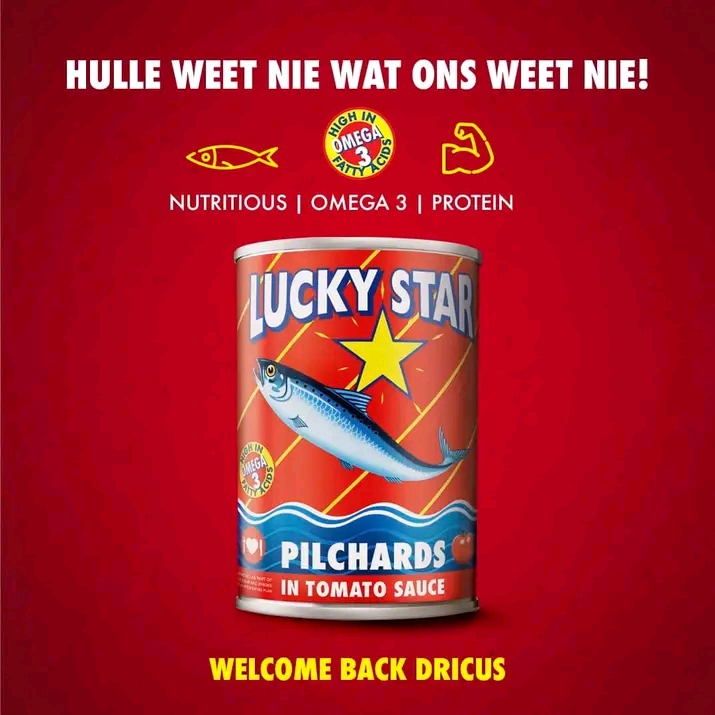 HULLE WEET NIE WAT ONS WEET NIE!
HIGH IN
OMEGA
3
FATTY ACIDS
NUTRITIOUS | OMEGA 3 | PROTEIN
LUCKY STAR
HIGH IN
OMEGA
3
FATTY ACIDS
PILCHARDS
IN TOMATO SAUCE
WELCOME BACK DRICUS